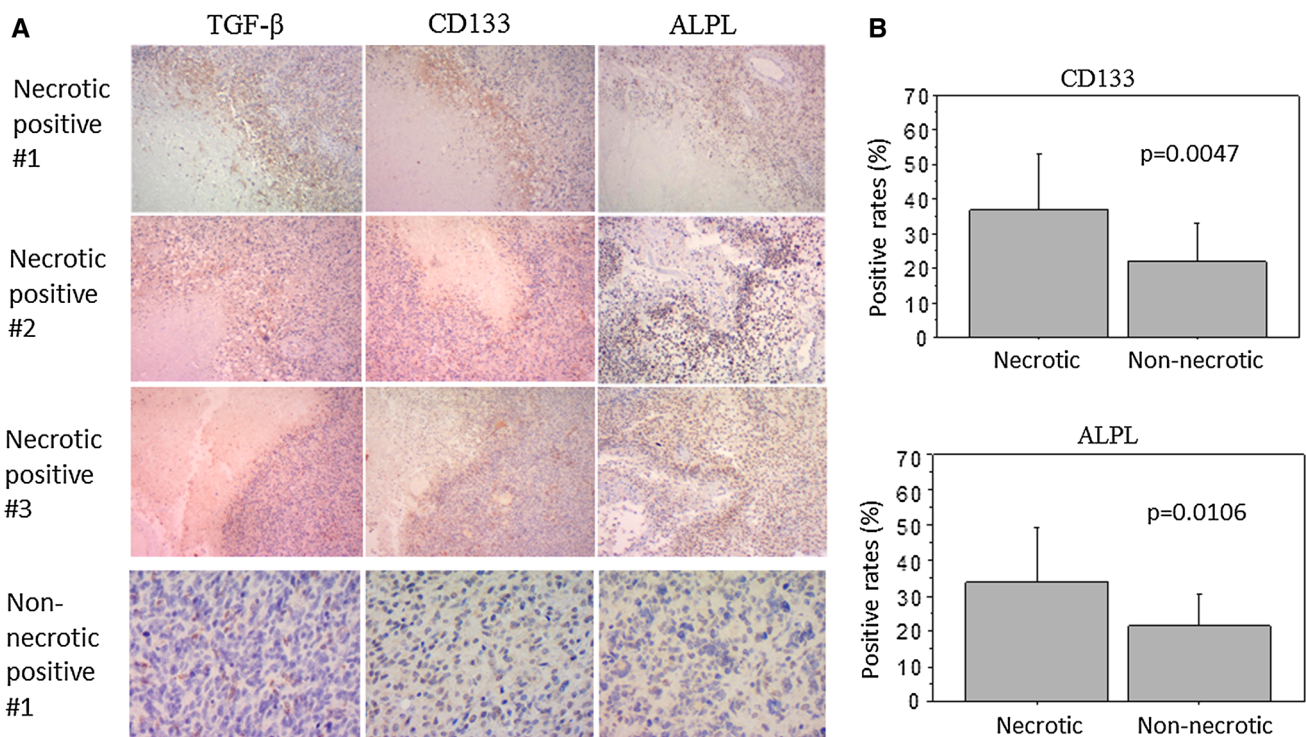 A
TGF-β CD133 ALPL
Necrotic
positive
#1
Necrotic
positive
#2
Necrotic
positive
#3
Non-
necrotic
positive
#1
B
CD133
Positive rates (%)
70
60
50
40
30
20
10
0
p=0.0047
Necrotic Non-necrotic
ALPL
Positive rates (%)
70
60
50
40
30
20
10
0
p=0.0106
Necrotic Non-necrotic